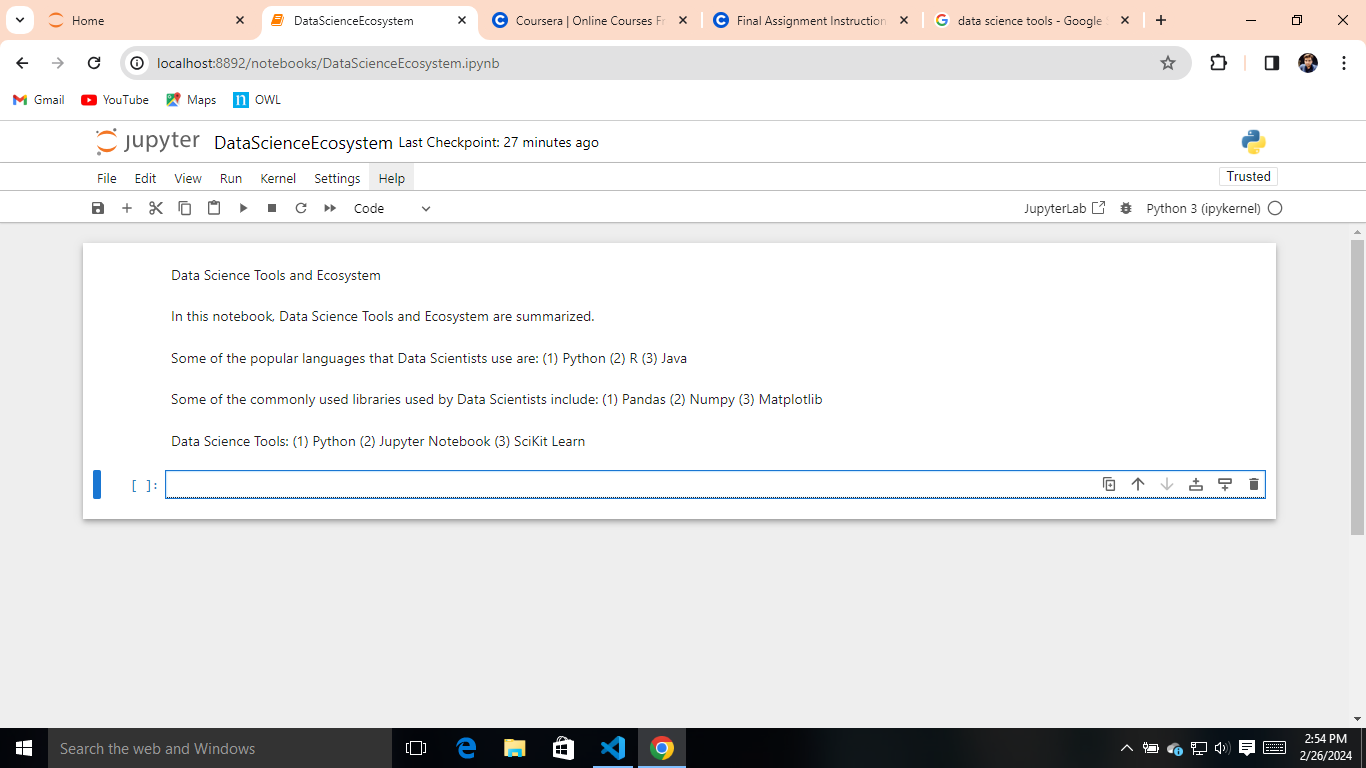 Home
DataScienceEcosystem
Coursera | Online Courses Fr
Final Assignment Instruction
data science tools - Google
localhost:8892/notebooks/DataScienceEcosystem.ipynb
Gmail YouTube Maps OWL
jupyter DataScienceEcosystem Last Checkpoint: 27 minutes ago
File Edit View Run Kernel Settings Help Trusted
Code JupyterLab Python 3 (ipykernel)
Data Science Tools and Ecosystem
In this notebook, Data Science Tools and Ecosystem are summarized.
Some of the popular languages that Data Scientists use are: (1) Python (2) R (3) Java
Some of the commonly used libraries used by Data Scientists include: (1) Pandas (2) Numpy (3) Matplotlib
Data Science Tools: (1) Python (2) Jupyter Notebook (3) SciKit Learn
[ ]:
Search the web and Windows
2:54 PM
2/26/2024